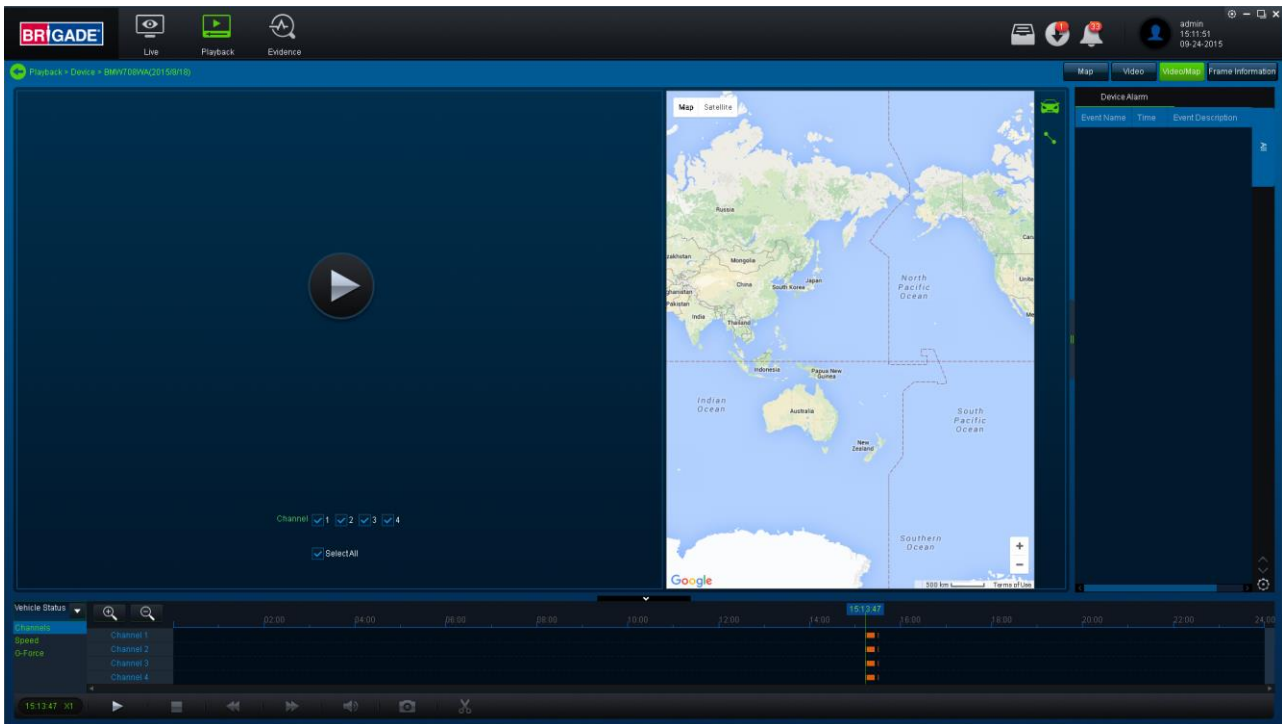 BRIGADE
Live
Playback
Evidence
1
33
admin
15:11:51
09-24-2015
Playback > Device > BMW708WA(2015/9/18)
Map
Video
Video/Map
Frame Information
Map
Satellite
Device Alarm
Event Name
Time
Event Description
All
Russia
Mongolia
China
South Korea
Japan
India
Thailand
Pakistan
North
Pacific
Ocean
Indonesia
Papua New
Guinea
Indian
Ocean
Australia
South
Pacific
Ocean
New
Zealand
Southern
Ocean
Google
500 km
Terms of Use
Channel
1
2
3
4
Select All
Vehicle Status
Channels
Speed
G-Force
15:13:47
02:00
04:00
06:00
08:00
10:00
12:00
14:00
16:00
18:00
20:00
22:00
24:00
Channel 1
Channel 2
Channel 3
Channel 4
15:13:47 X1